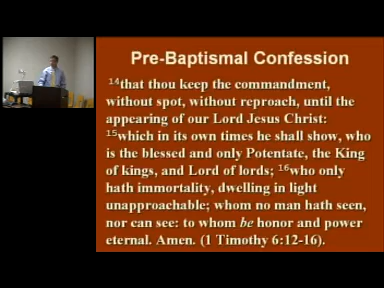 Pre-Baptismal Confession
14that thou keep the commandment,
without spot, without reproach, until the
appearing of our Lord Jesus Christ:
15which in its own times he shall show, who
is the blessed and only Potentate, the King
of kings, and Lord of lords; 16who only
hath immortality, dwelling in light
unapproachable; whom no man hath seen,
nor can see: to whom be honor and power
eternal. Amen. (1 Timothy 6:12-16).